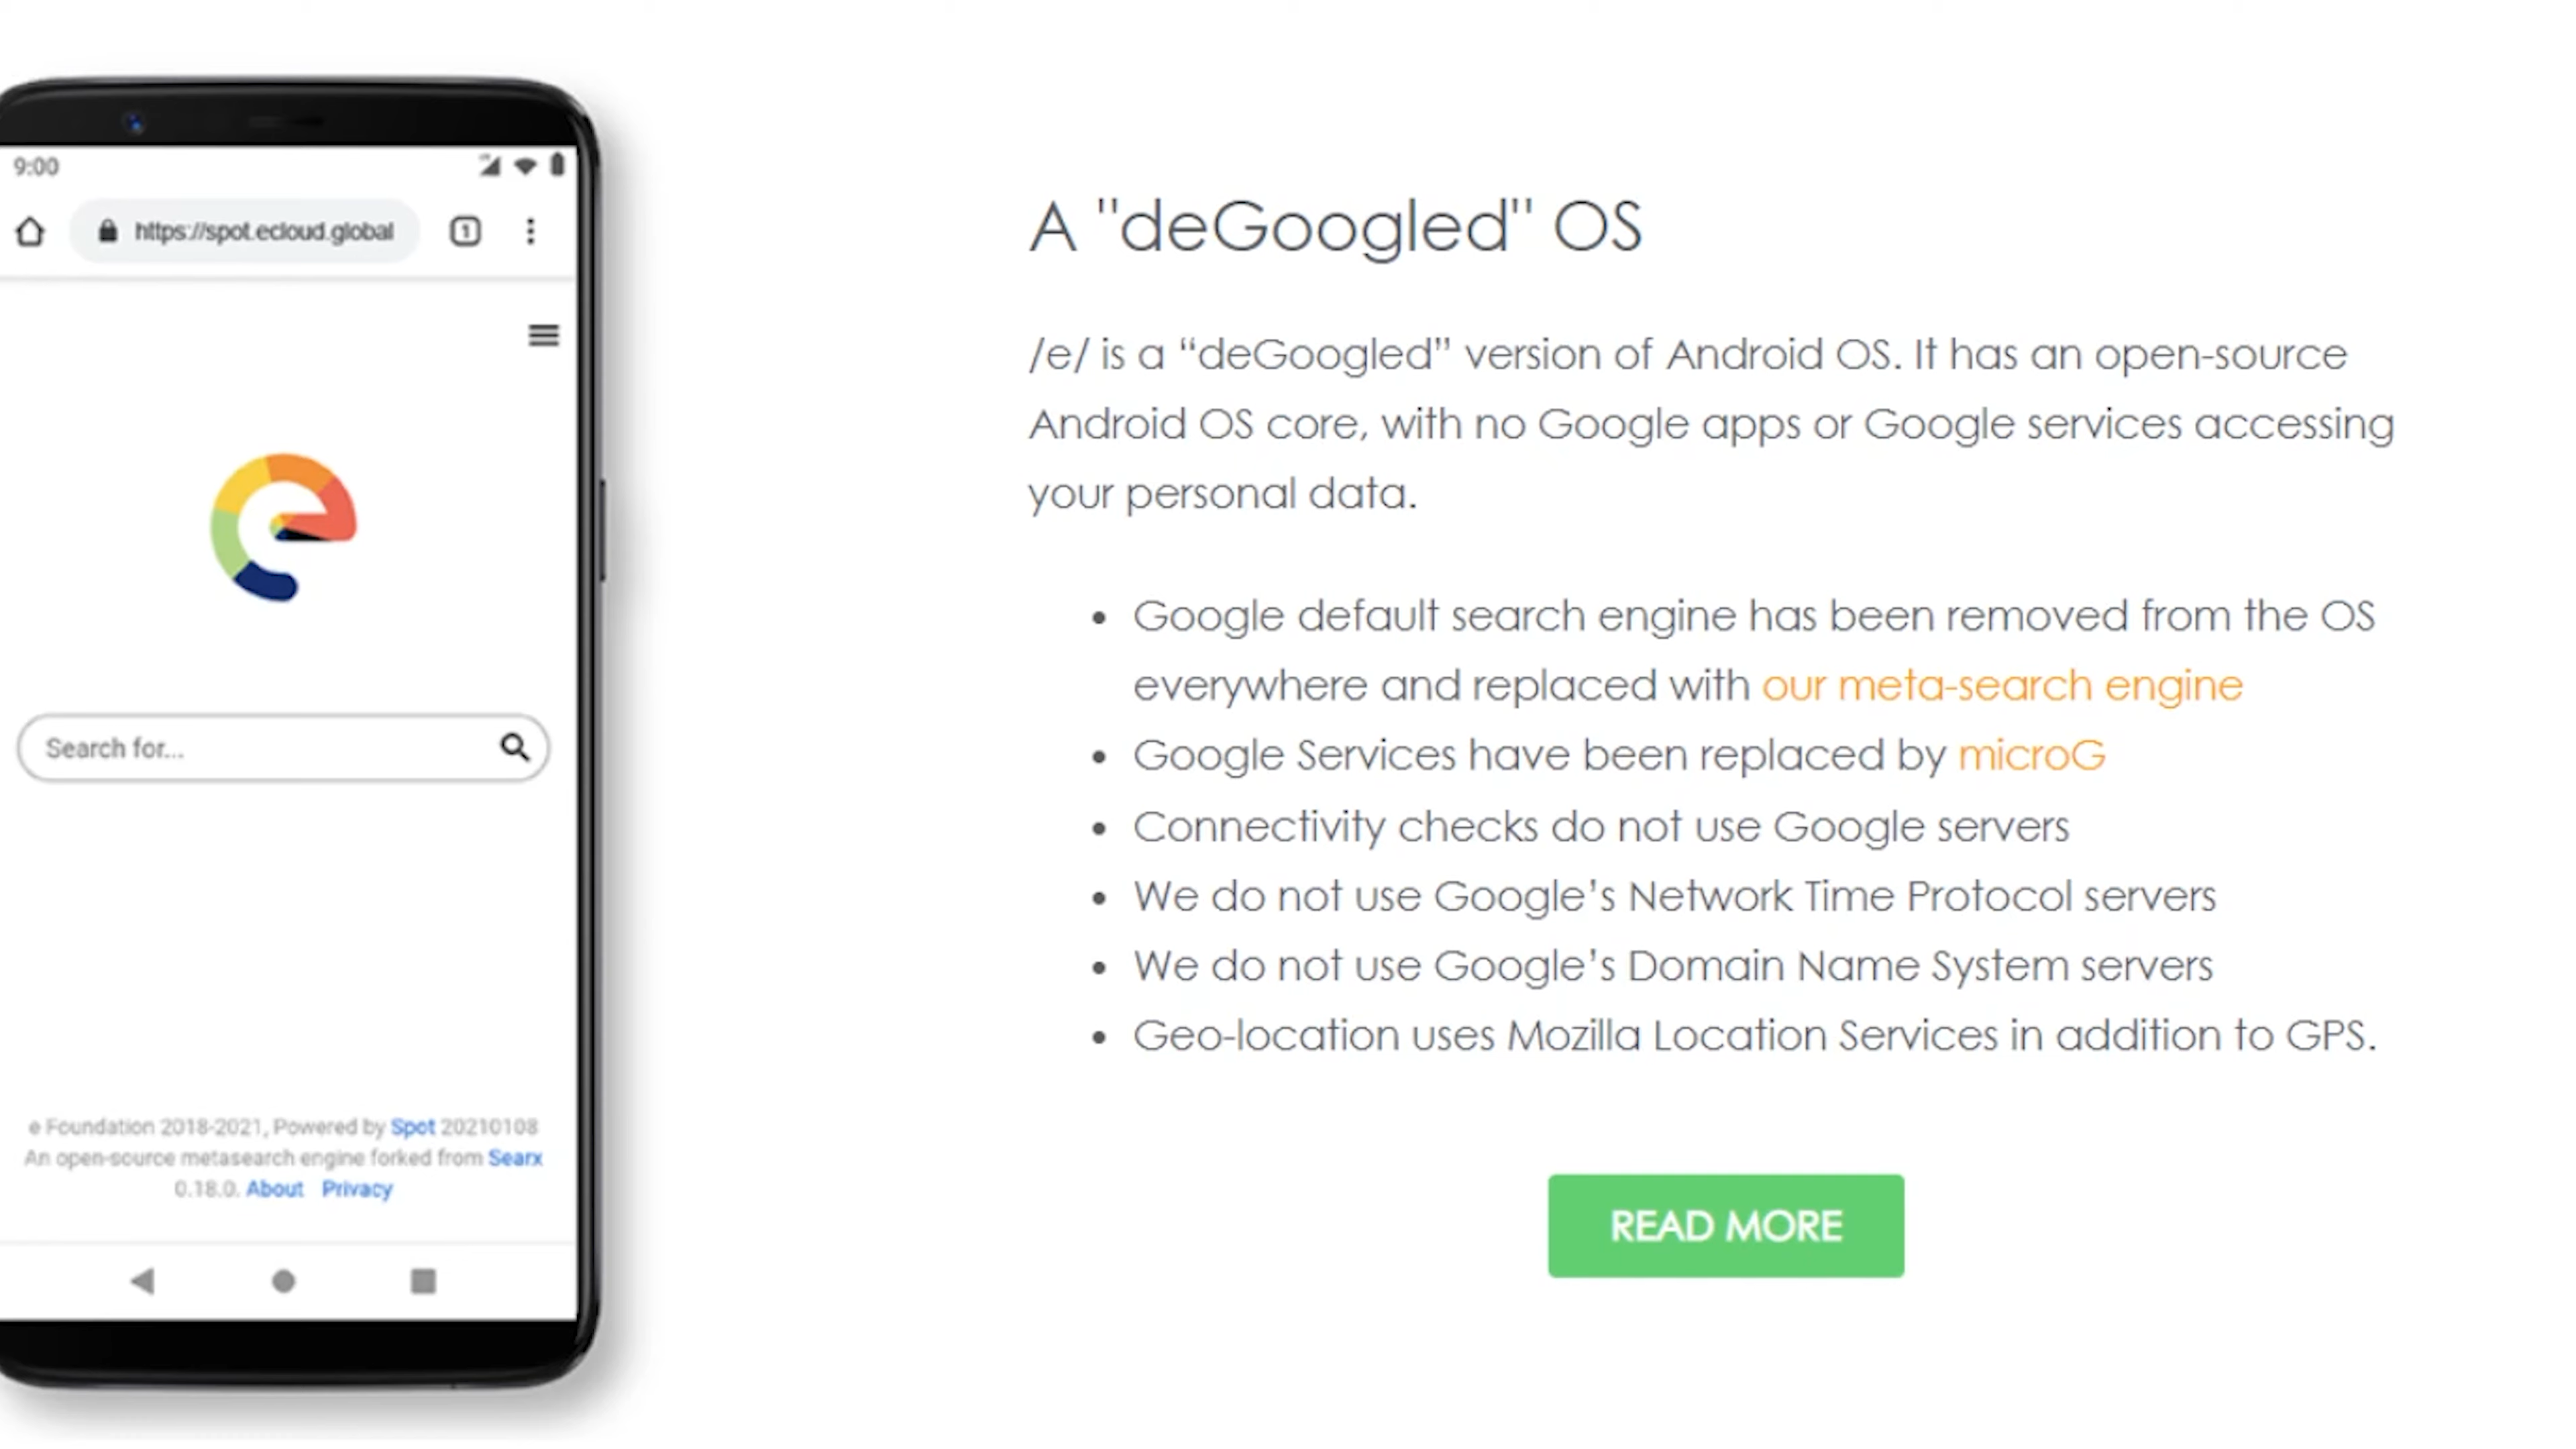 9:00
https://spot.ecloud.global
1
Search for...
e Foundation 2018-2021, Powered by Spot 20210108
An open-source metasearch engine forked from Searx
0.18.0. About Privacy
A "deGoogled" OS
/e/ is a “deGoogled” version of Android OS. It has an open-source
Android OS core, with no Google apps or Google services accessing
your personal data.
• Google default search engine has been removed from the OS
everywhere and replaced with our meta-search engine
• Google Services have been replaced by microG
• Connectivity checks do not use Google servers
• We do not use Google’s Network Time Protocol servers
• We do not use Google’s Domain Name System servers
• Geo-location uses Mozilla Location Services in addition to GPS.
READ MORE